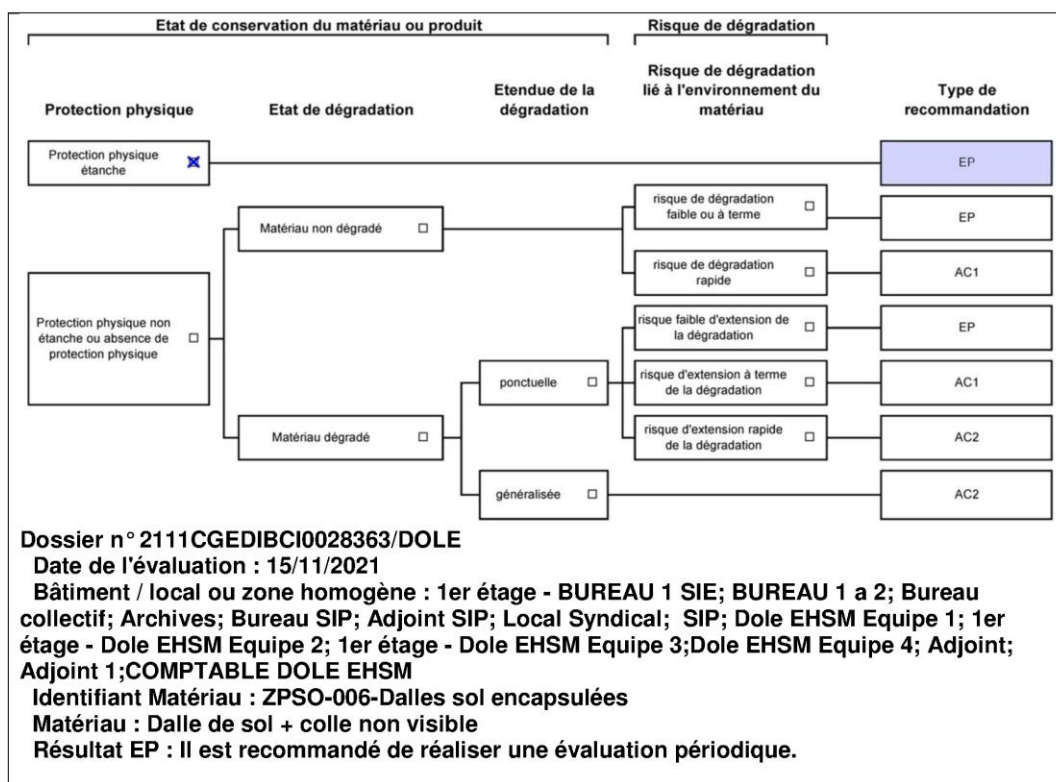 Etat de conservation du matériau ou produit
Risque de dégradation
Protection physique
Etat de dégradation
Etendue de la
dégradation
Risque de dégradation
lié à l'environnement du
matériau
Type de
recommandation
Protection physique
étanche
EP
Matériau non dégradé
risque de dégradation
faible ou à terme
EP
risque de dégradation
rapide
AC1
Protection physique non
étanche ou absence de
protection physique
risque faible d'extension de
la dégradation
EP
ponctuelle
risque d'extension à terme
de la dégradation
AC1
Matériau dégradé
risque d'extension rapide
de la dégradation
AC2
généralisée
AC2
Dossier n° 2111CGEDIBCI0028363/DOLE
Date de l'évaluation : 15/11/2021
Bâtiment / local ou zone homogène : 1er étage - BUREAU 1 SIE; BUREAU 1 a 2; Bureau
collectif; Archives; Bureau SIP; Adjoint SIP; Local Syndical; SIP; Dole EHSM Equipe 1; 1er
étage - Dole EHSM Equipe 2; 1er étage - Dole EHSM Equipe 3;Dole EHSM Equipe 4; Adjoint;
Adjoint 1;COMPTABLE DOLE EHSM
Identifiant Matériau : ZPSO-006-Dalles sol encapsulées
Matériau : Dalle de sol + colle non visible
Résultat EP : Il est recommandé de réaliser une évaluation périodique.